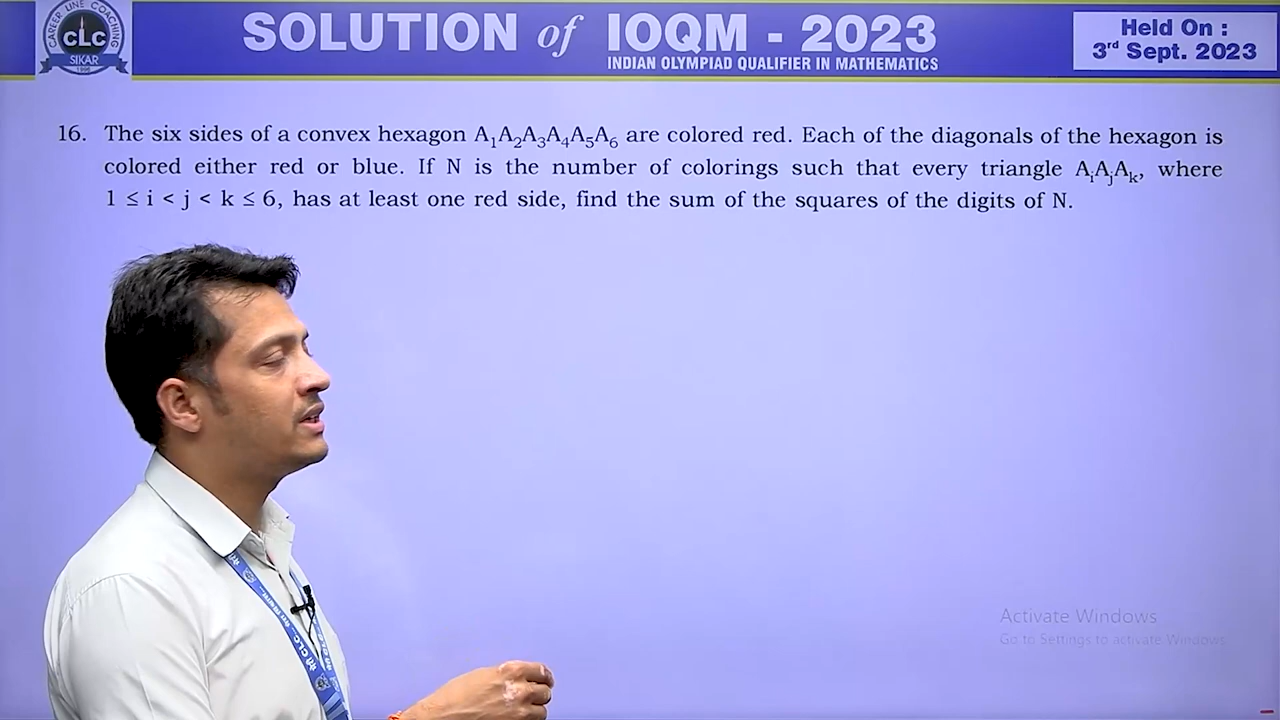 CAREER LINE COACHING
CLC
SIKAR
1996
SOLUTION of IOQM - 2023
INDIAN OLYMPIAD QUALIFIER IN MATHEMATICS
Held On :
3rd Sept. 2023
16. The six sides of a convex hexagon A₁A₂A₃A₄A₅A₆ are colored red. Each of the diagonals of the hexagon is
colored either red or blue. If N is the number of colorings such that every triangle AᵢAⱼAₖ, where
1 ≤ i < j < k ≤ 6, has at least one red side, find the sum of the squares of the digits of N.
Activate Windows
Go to Settings to activate Windows.
CLC